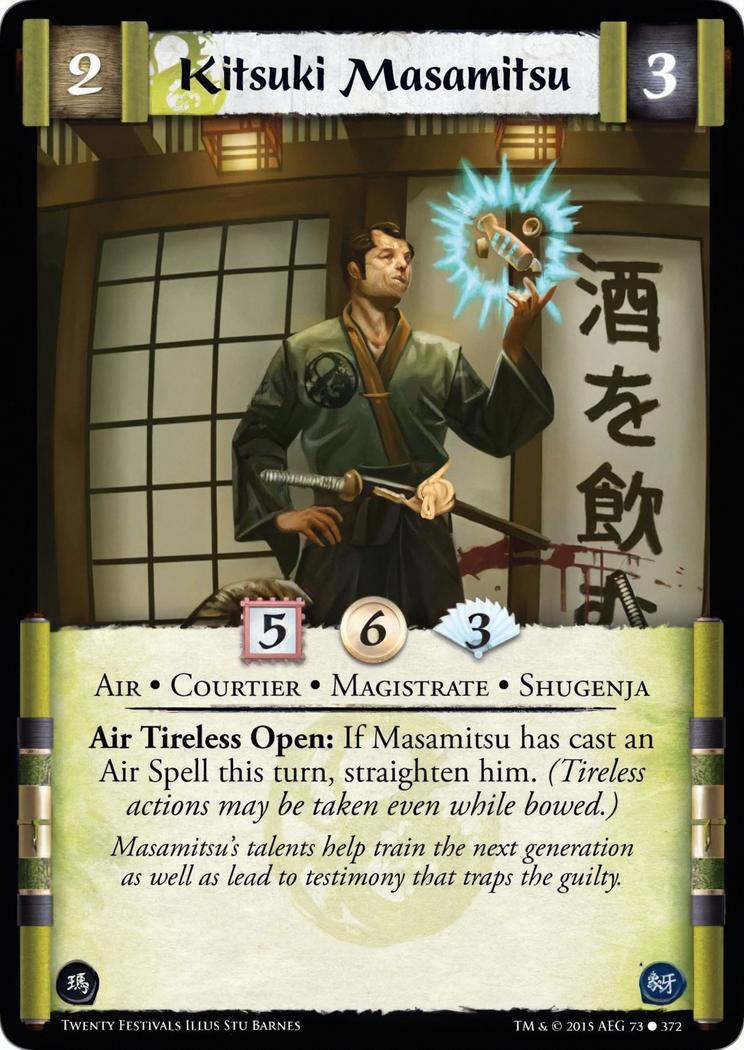 2
Kitsuki Masamitsu
3
酒を飲
5
6
3
Air • Courtier • Magistrate • Shugenja
Air Tireless Open: If Masamitsu has cast an
Air Spell this turn, straighten him. (Tireless
actions may be taken even while bowed.)
Masamitsu's talents help train the next generation
as well as lead to testimony that traps the guilty.
Twenty Festivals Illus Stu Barnes
TM & © 2015 AEG 73 ● 372